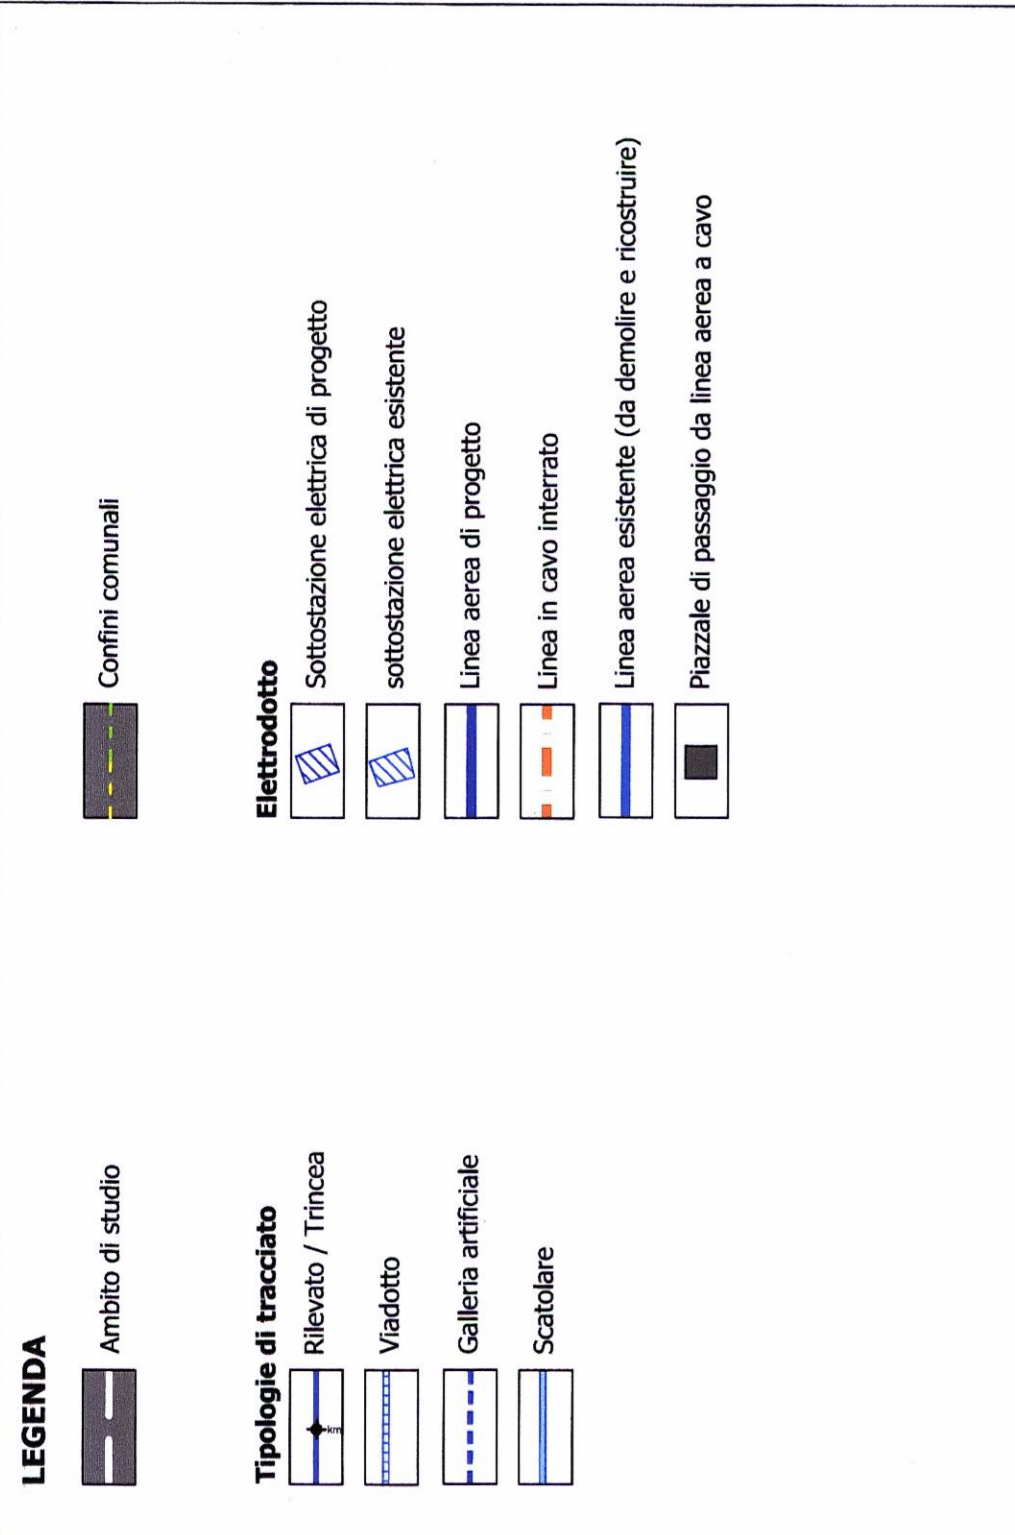 LEGENDA
Ambito di studio
Confini comunali
Tipologie di tracciato
km
Rilevato / Trincea
Viadotto
Galleria artificiale
Scatolare
Elettrodotto
Sottostazione elettrica di progetto
sottostazione elettrica esistente
Linea aerea di progetto
Linea in cavo interrato
Linea aerea esistente (da demolire e ricostruire)
Piazzale di passaggio da linea aerea a cavo